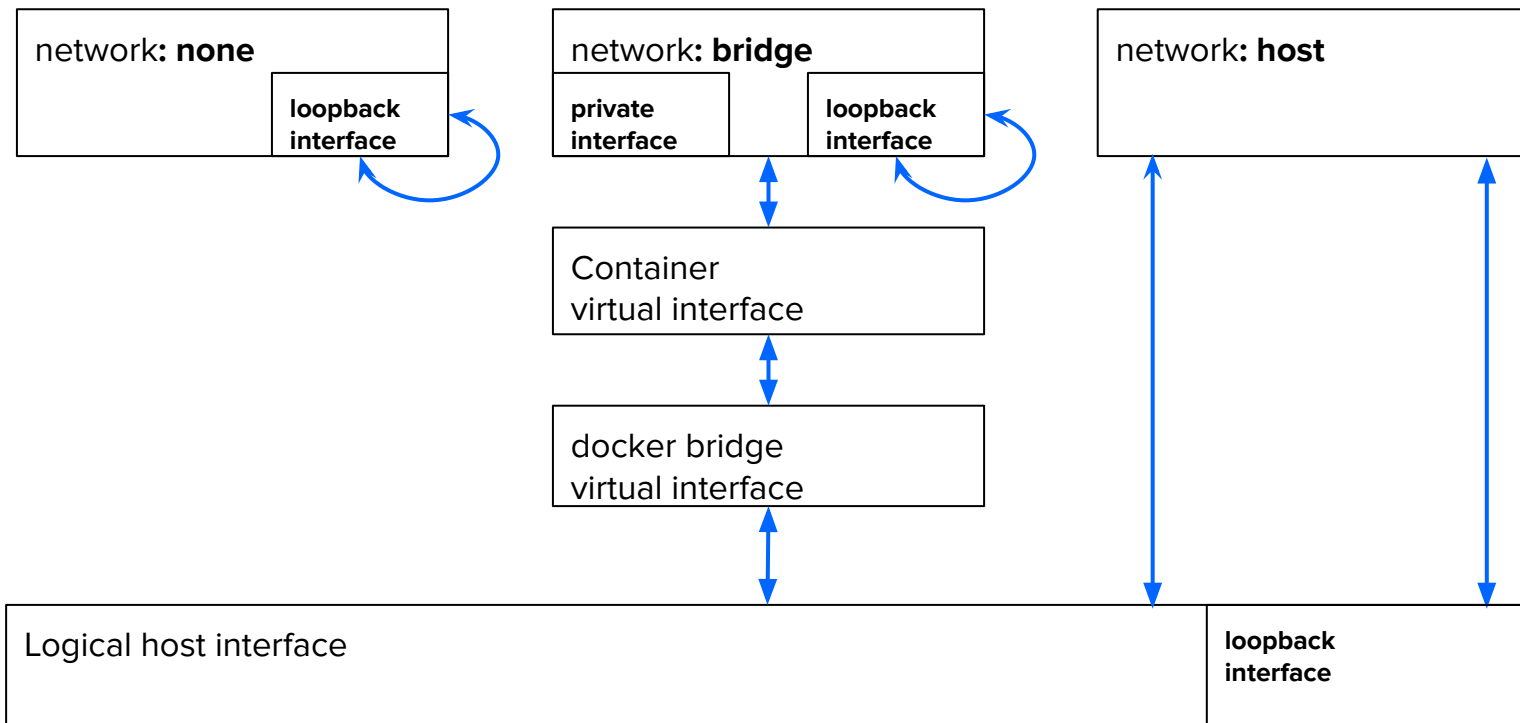 network: none
loopback
interface
network: bridge
private
interface
loopback
interface
network: host
Container
virtual interface
docker bridge
virtual interface
Logical host interface
loopback
interface